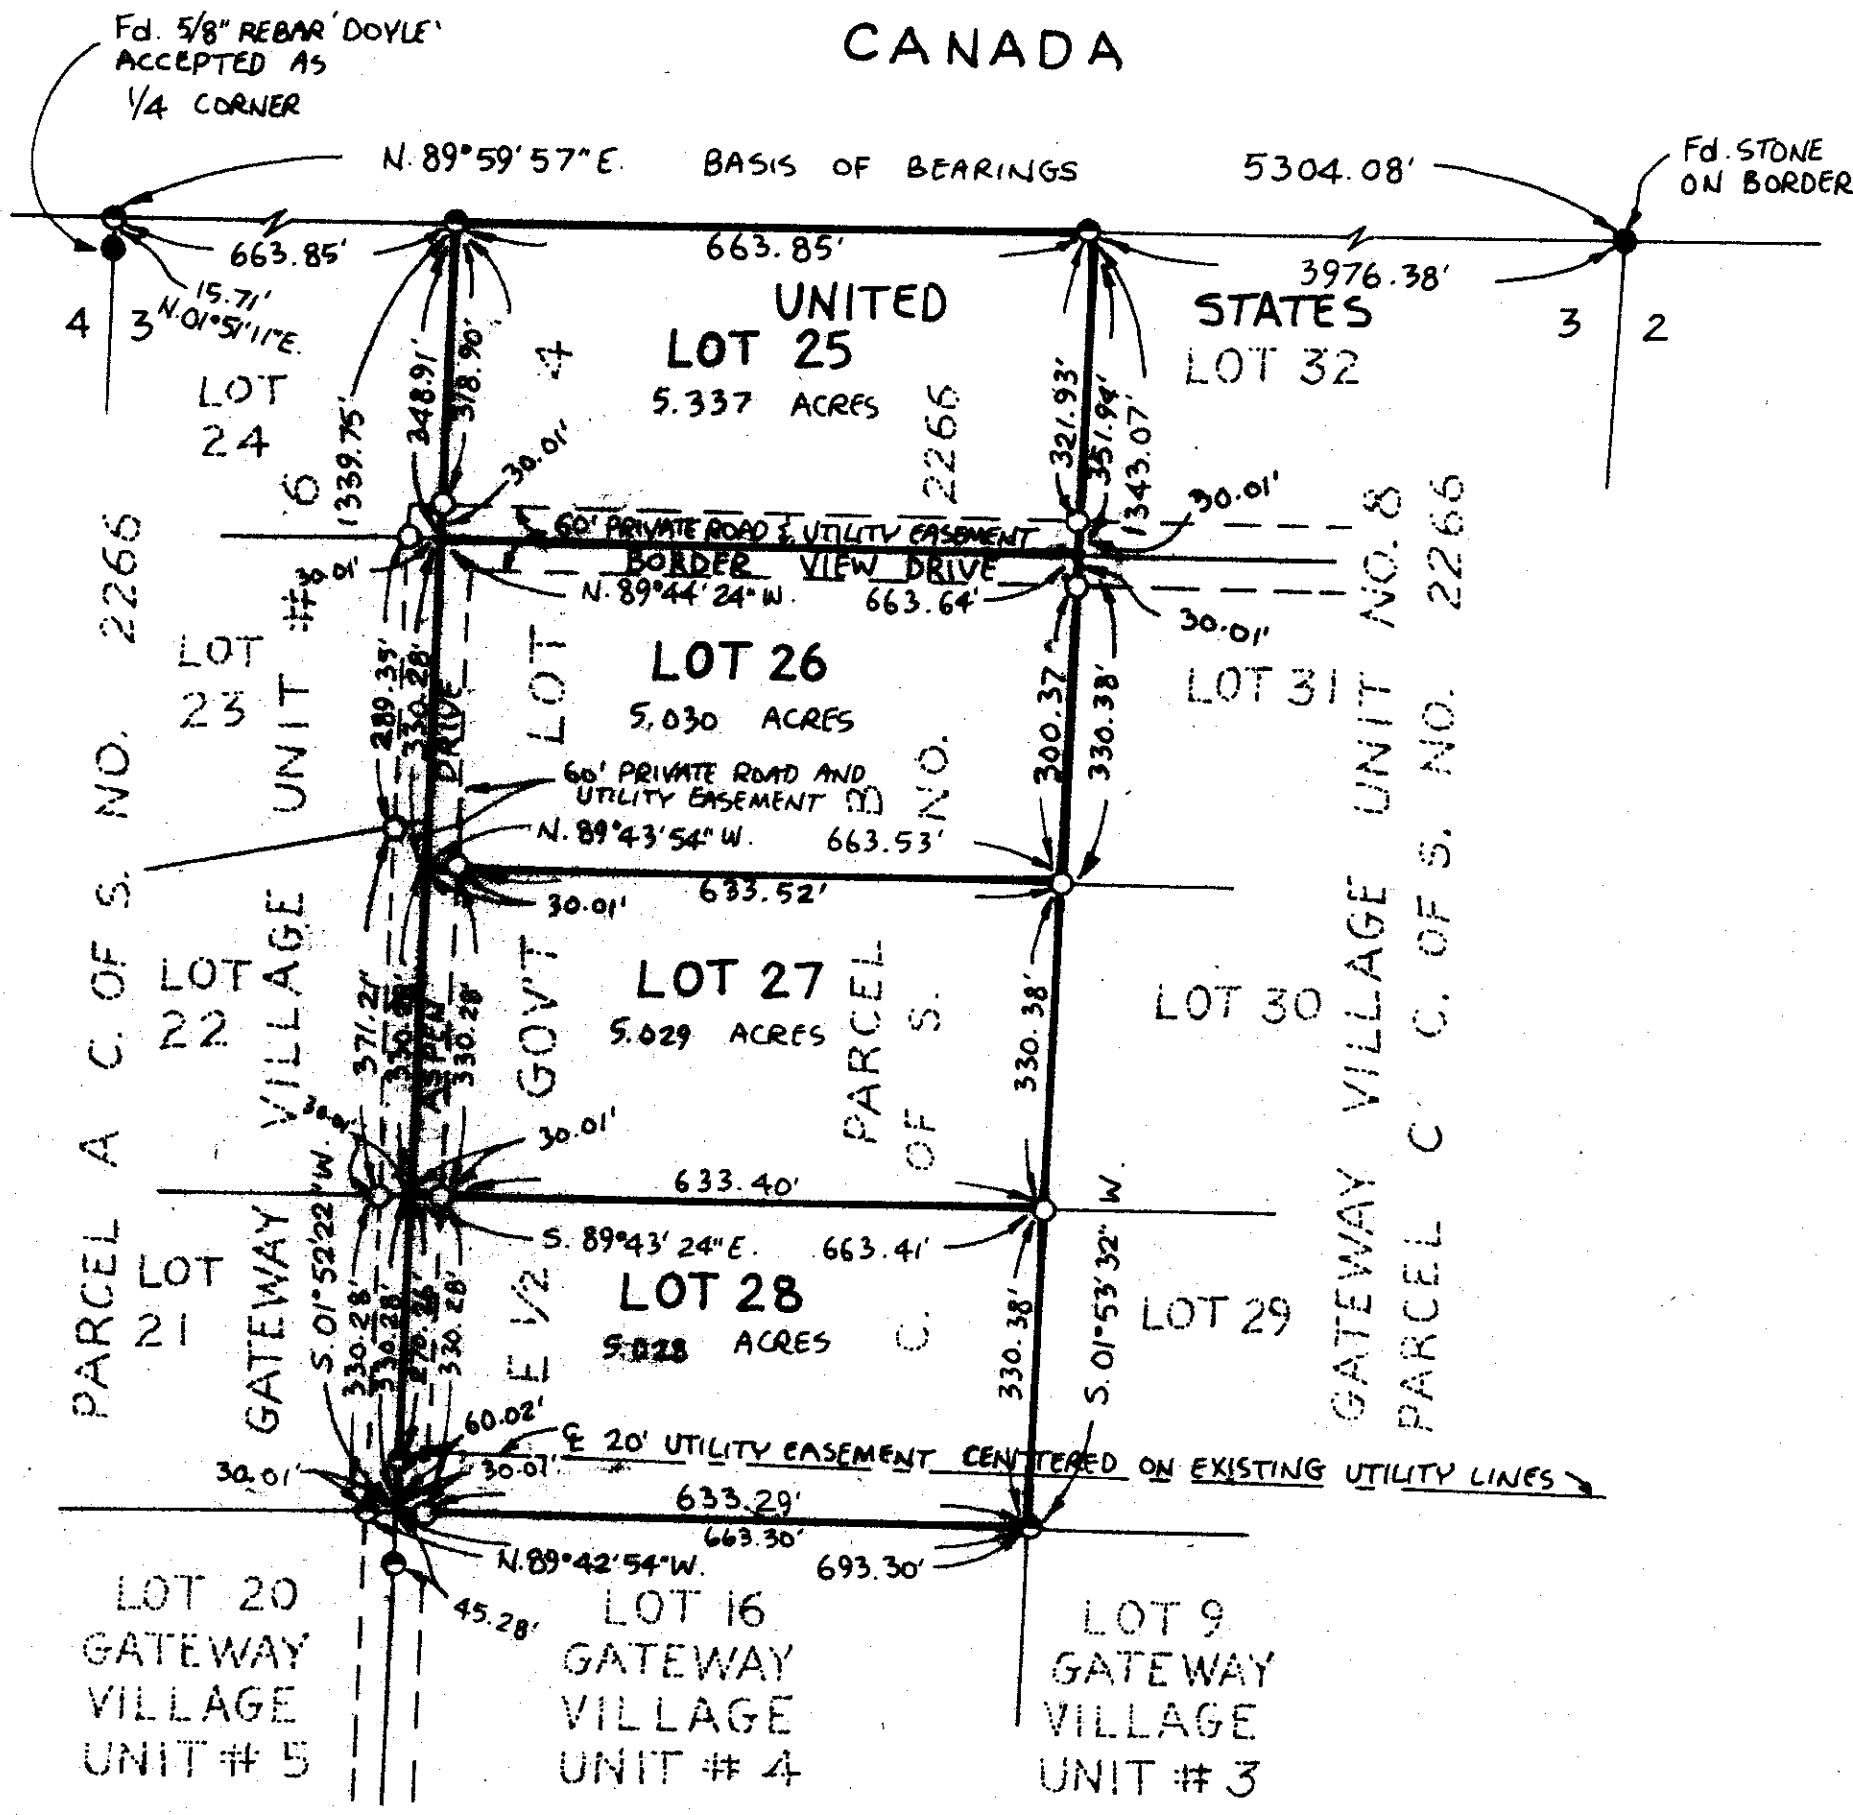 Fd. 5/8" REBAR 'DOYLE'
ACCEPTED AS
1/4 CORNER
CANADA
N. 89°59'57" E.
BASIS OF BEARINGS
5304.08'
Fd. STONE
ON BORDER
663.85'
663.85'
3976.38'
15.71'
N.01°51'11"E.
4
3
UNITED
STATES
3
2
LOT
24
LOT 25
5.337 ACRES
LOT 32
1339.75'
348.91'
318.90'
30.01'
321.93'
351.94'
1343.07'
30.01'
60' PRIVATE ROAD & UTILITY EASEMENT
BORDER VIEW DRIVE
30.01'
N. 89°44'24" W.
663.64'
30.01'
LOT
23
LOT 26
5.030 ACRES
LOT 31
289.35'
330.28'
DRIVE
300.37'
330.38'
60' PRIVATE ROAD AND
UTILITY EASEMENT
N. 89°43'54" W.
663.53'
633.52'
30.01'
LOT
22
LOT 27
5.029 ACRES
LOT 30
371.21'
330.28'
ASPEN
330.28'
330.38'
30.01'
30.01'
633.40'
S. 89°43'24" E.
663.41'
LOT
21
LOT 28
5.028 ACRES
LOT 29
S. 01°52'22" W.
330.28'
330.28'
330.28'
330.38'
S. 01°53'32" W.
60.02'
℄ 20' UTILITY EASEMENT CENTTERED ON EXISTING UTILITY LINES
30.01'
633.29'
663.30'
N.89°42'54"W.
693.30'
45.28'
PARCEL A C. OF S. NO. 2266
GATEWAY VILLAGE UNIT #6
E 1/2 GOV'T LOT 4
PARCEL B
C. OF S. NO. 2266
GATEWAY VILLAGE UNIT NO. 8
PARCEL C C. OF S. NO. 2266
LOT 20
GATEWAY
VILLAGE
UNIT # 5
LOT 16
GATEWAY
VILLAGE
UNIT # 4
LOT 9
GATEWAY
VILLAGE
UNIT # 3